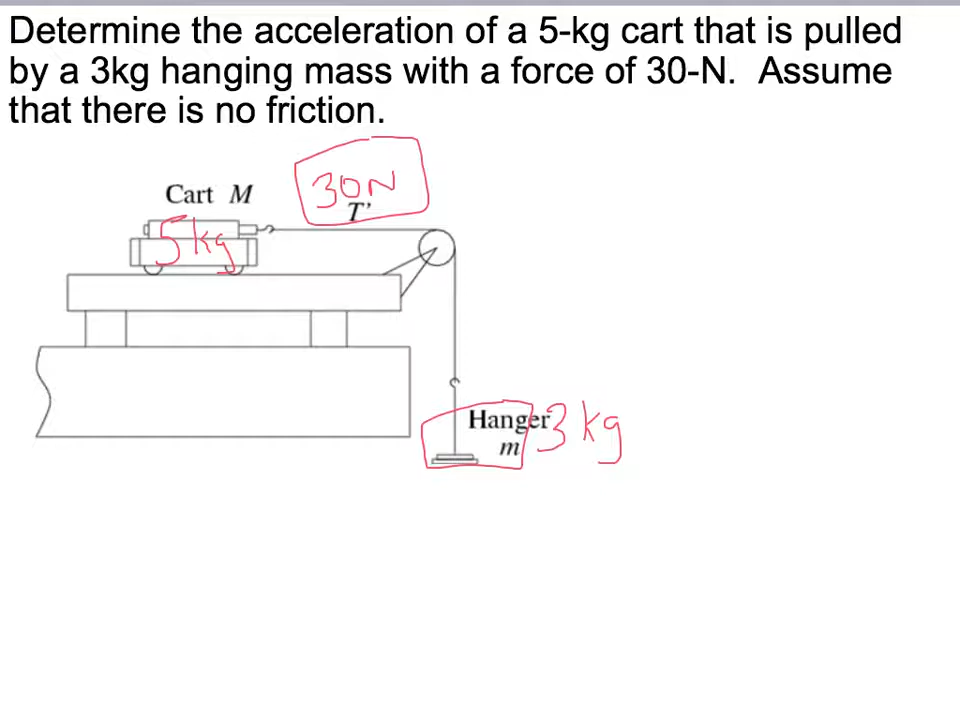 Determine the acceleration of a 5-kg cart that is pulled
by a 3kg hanging mass with a force of 30-N.  Assume
that there is no friction.
30N
Cart M
T'
5kg
Hanger 3 kg
m